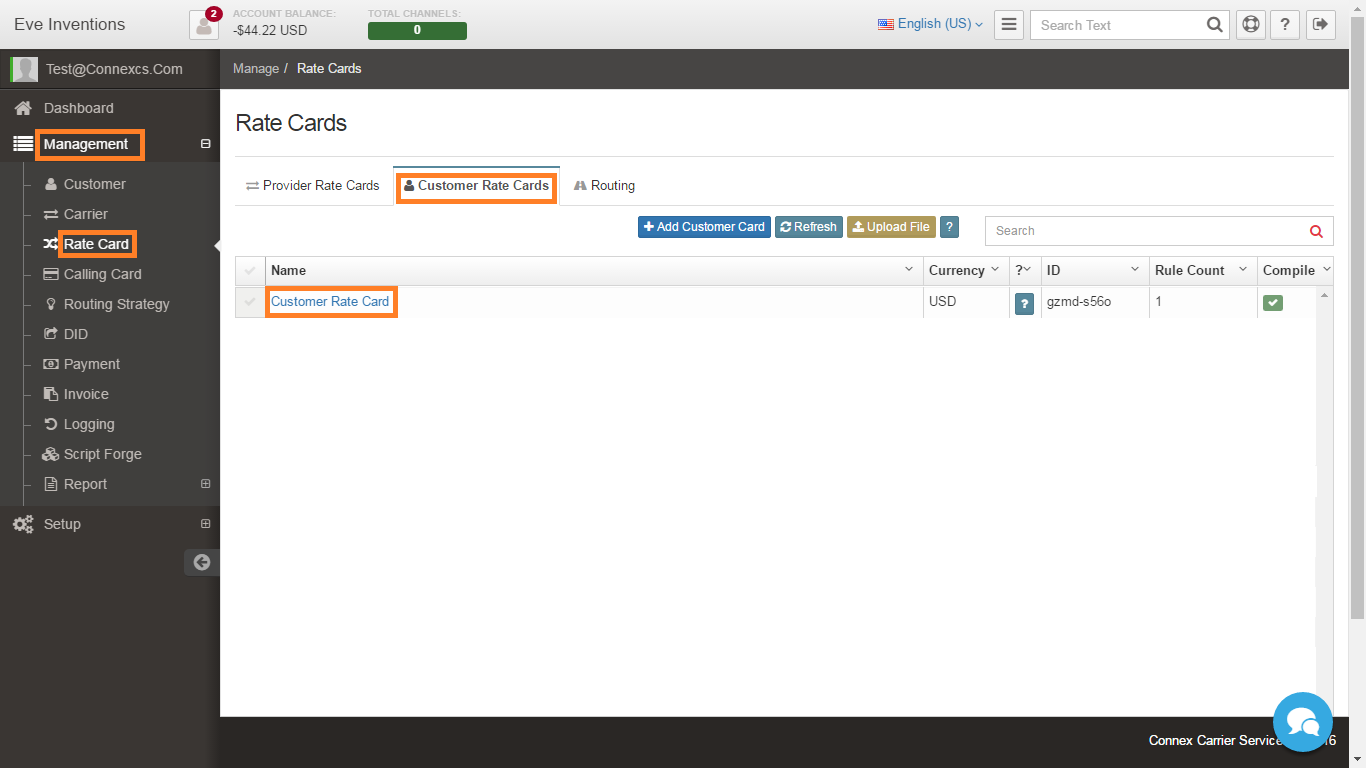 Eve Inventions
2
ACCOUNT BALANCE:
-$44.22 USD
TOTAL CHANNELS:
0
English (US)
Search Text
?
Test@Connexcs.Com
Manage / Rate Cards
Dashboard
Management
Customer
Carrier
Rate Card
Calling Card
Routing Strategy
DID
Payment
Invoice
Logging
Script Forge
Report
Setup
Rate Cards
Provider Rate Cards
Customer Rate Cards
Routing
Add Customer Card
Refresh
Upload File
?
Search
Name Currency ? ID Rule Count Compile
Customer Rate Card USD ? gzmd-s56o 1
Connex Carrier Service 6